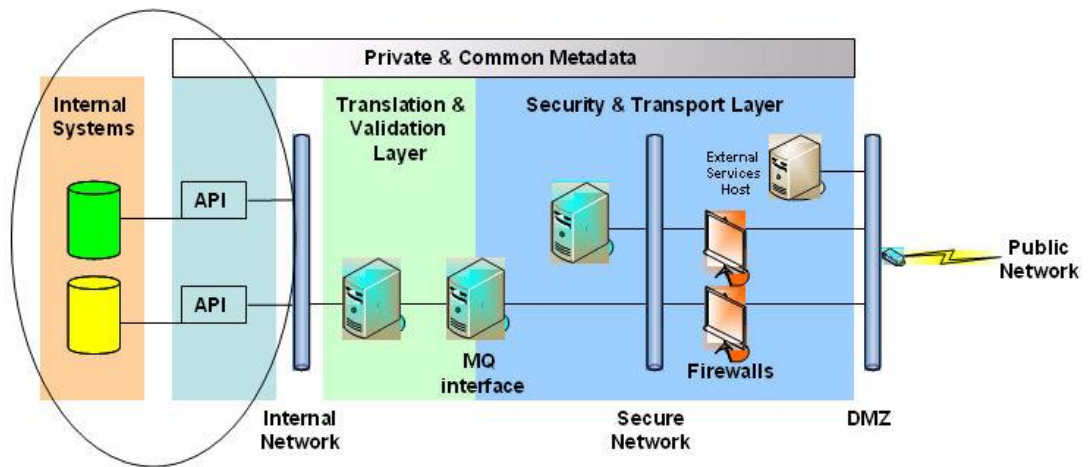 Private & Common Metadata
Internal
Systems
Translation &
Validation
Layer
Security & Transport Layer
External
Services
Host
API
API
Public
Network
MQ
interface
Firewalls
Internal
Network
Secure
Network
DMZ